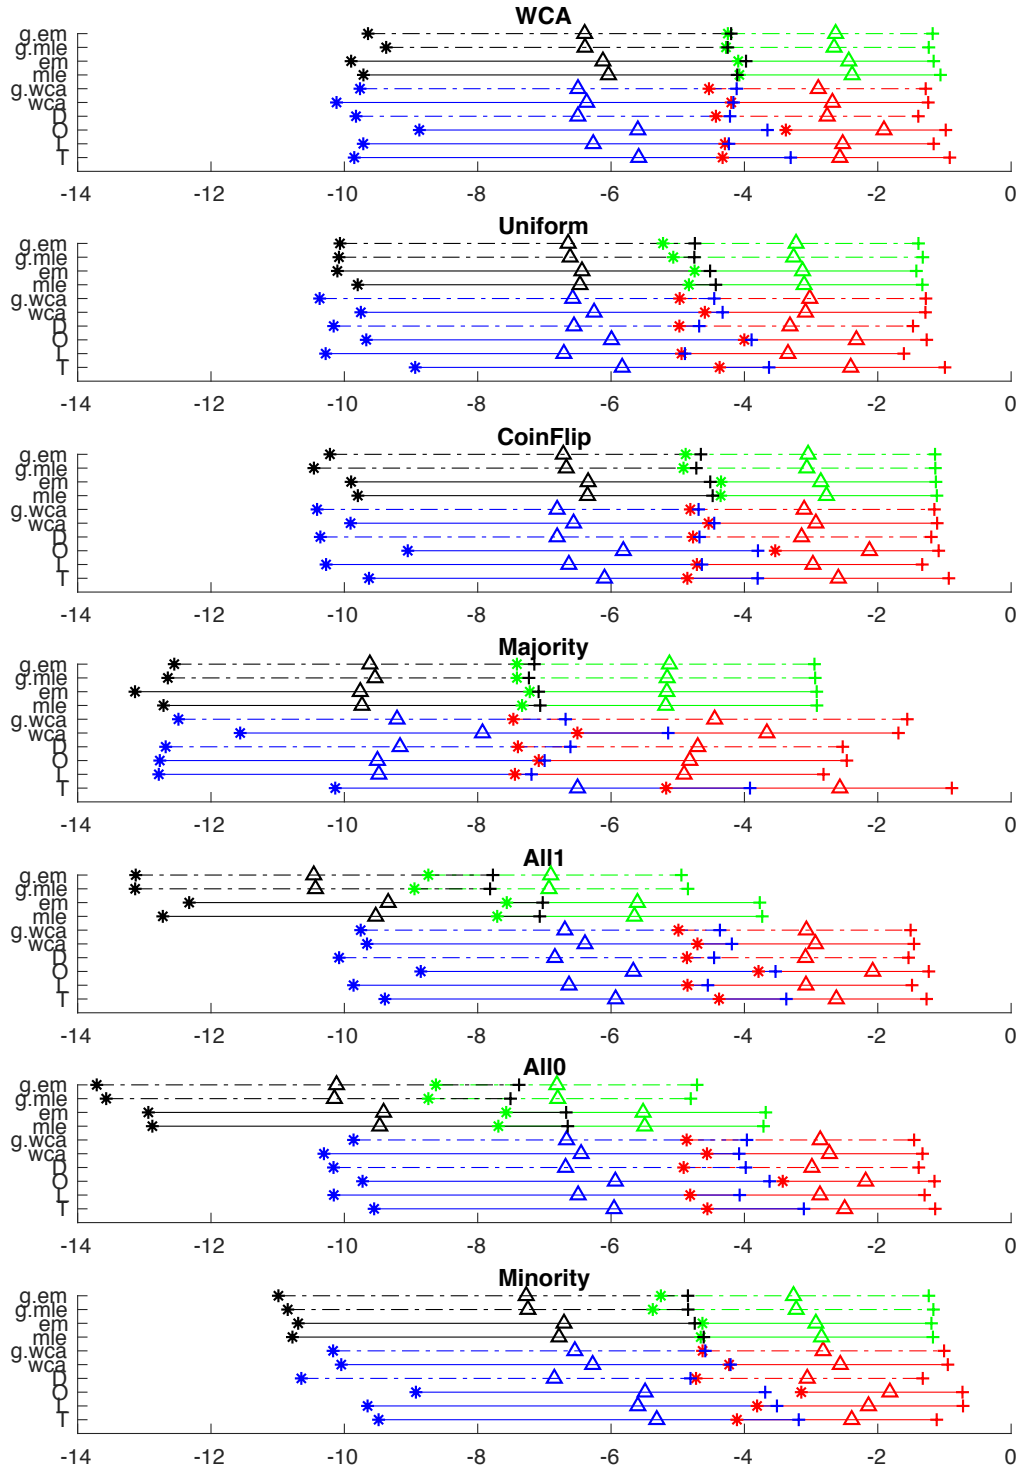 WCA
g.em
g.mle
em
mle
g.wca
wca
D
O
L
T
-14 -12 -10 -8 -6 -4 -2 0
Uniform
g.em
g.mle
em
mle
g.wca
wca
D
O
L
T
-14 -12 -10 -8 -6 -4 -2 0
CoinFlip
g.em
g.mle
em
mle
g.wca
wca
D
O
L
T
-14 -12 -10 -8 -6 -4 -2 0
Majority
g.em
g.mle
em
mle
g.wca
wca
D
O
L
T
-14 -12 -10 -8 -6 -4 -2 0
All1
g.em
g.mle
em
mle
g.wca
wca
D
O
L
T
-14 -12 -10 -8 -6 -4 -2 0
All0
g.em
g.mle
em
mle
g.wca
wca
D
O
L
T
-14 -12 -10 -8 -6 -4 -2 0
Minority
g.em
g.mle
em
mle
g.wca
wca
D
O
L
T
-14 -12 -10 -8 -6 -4 -2 0